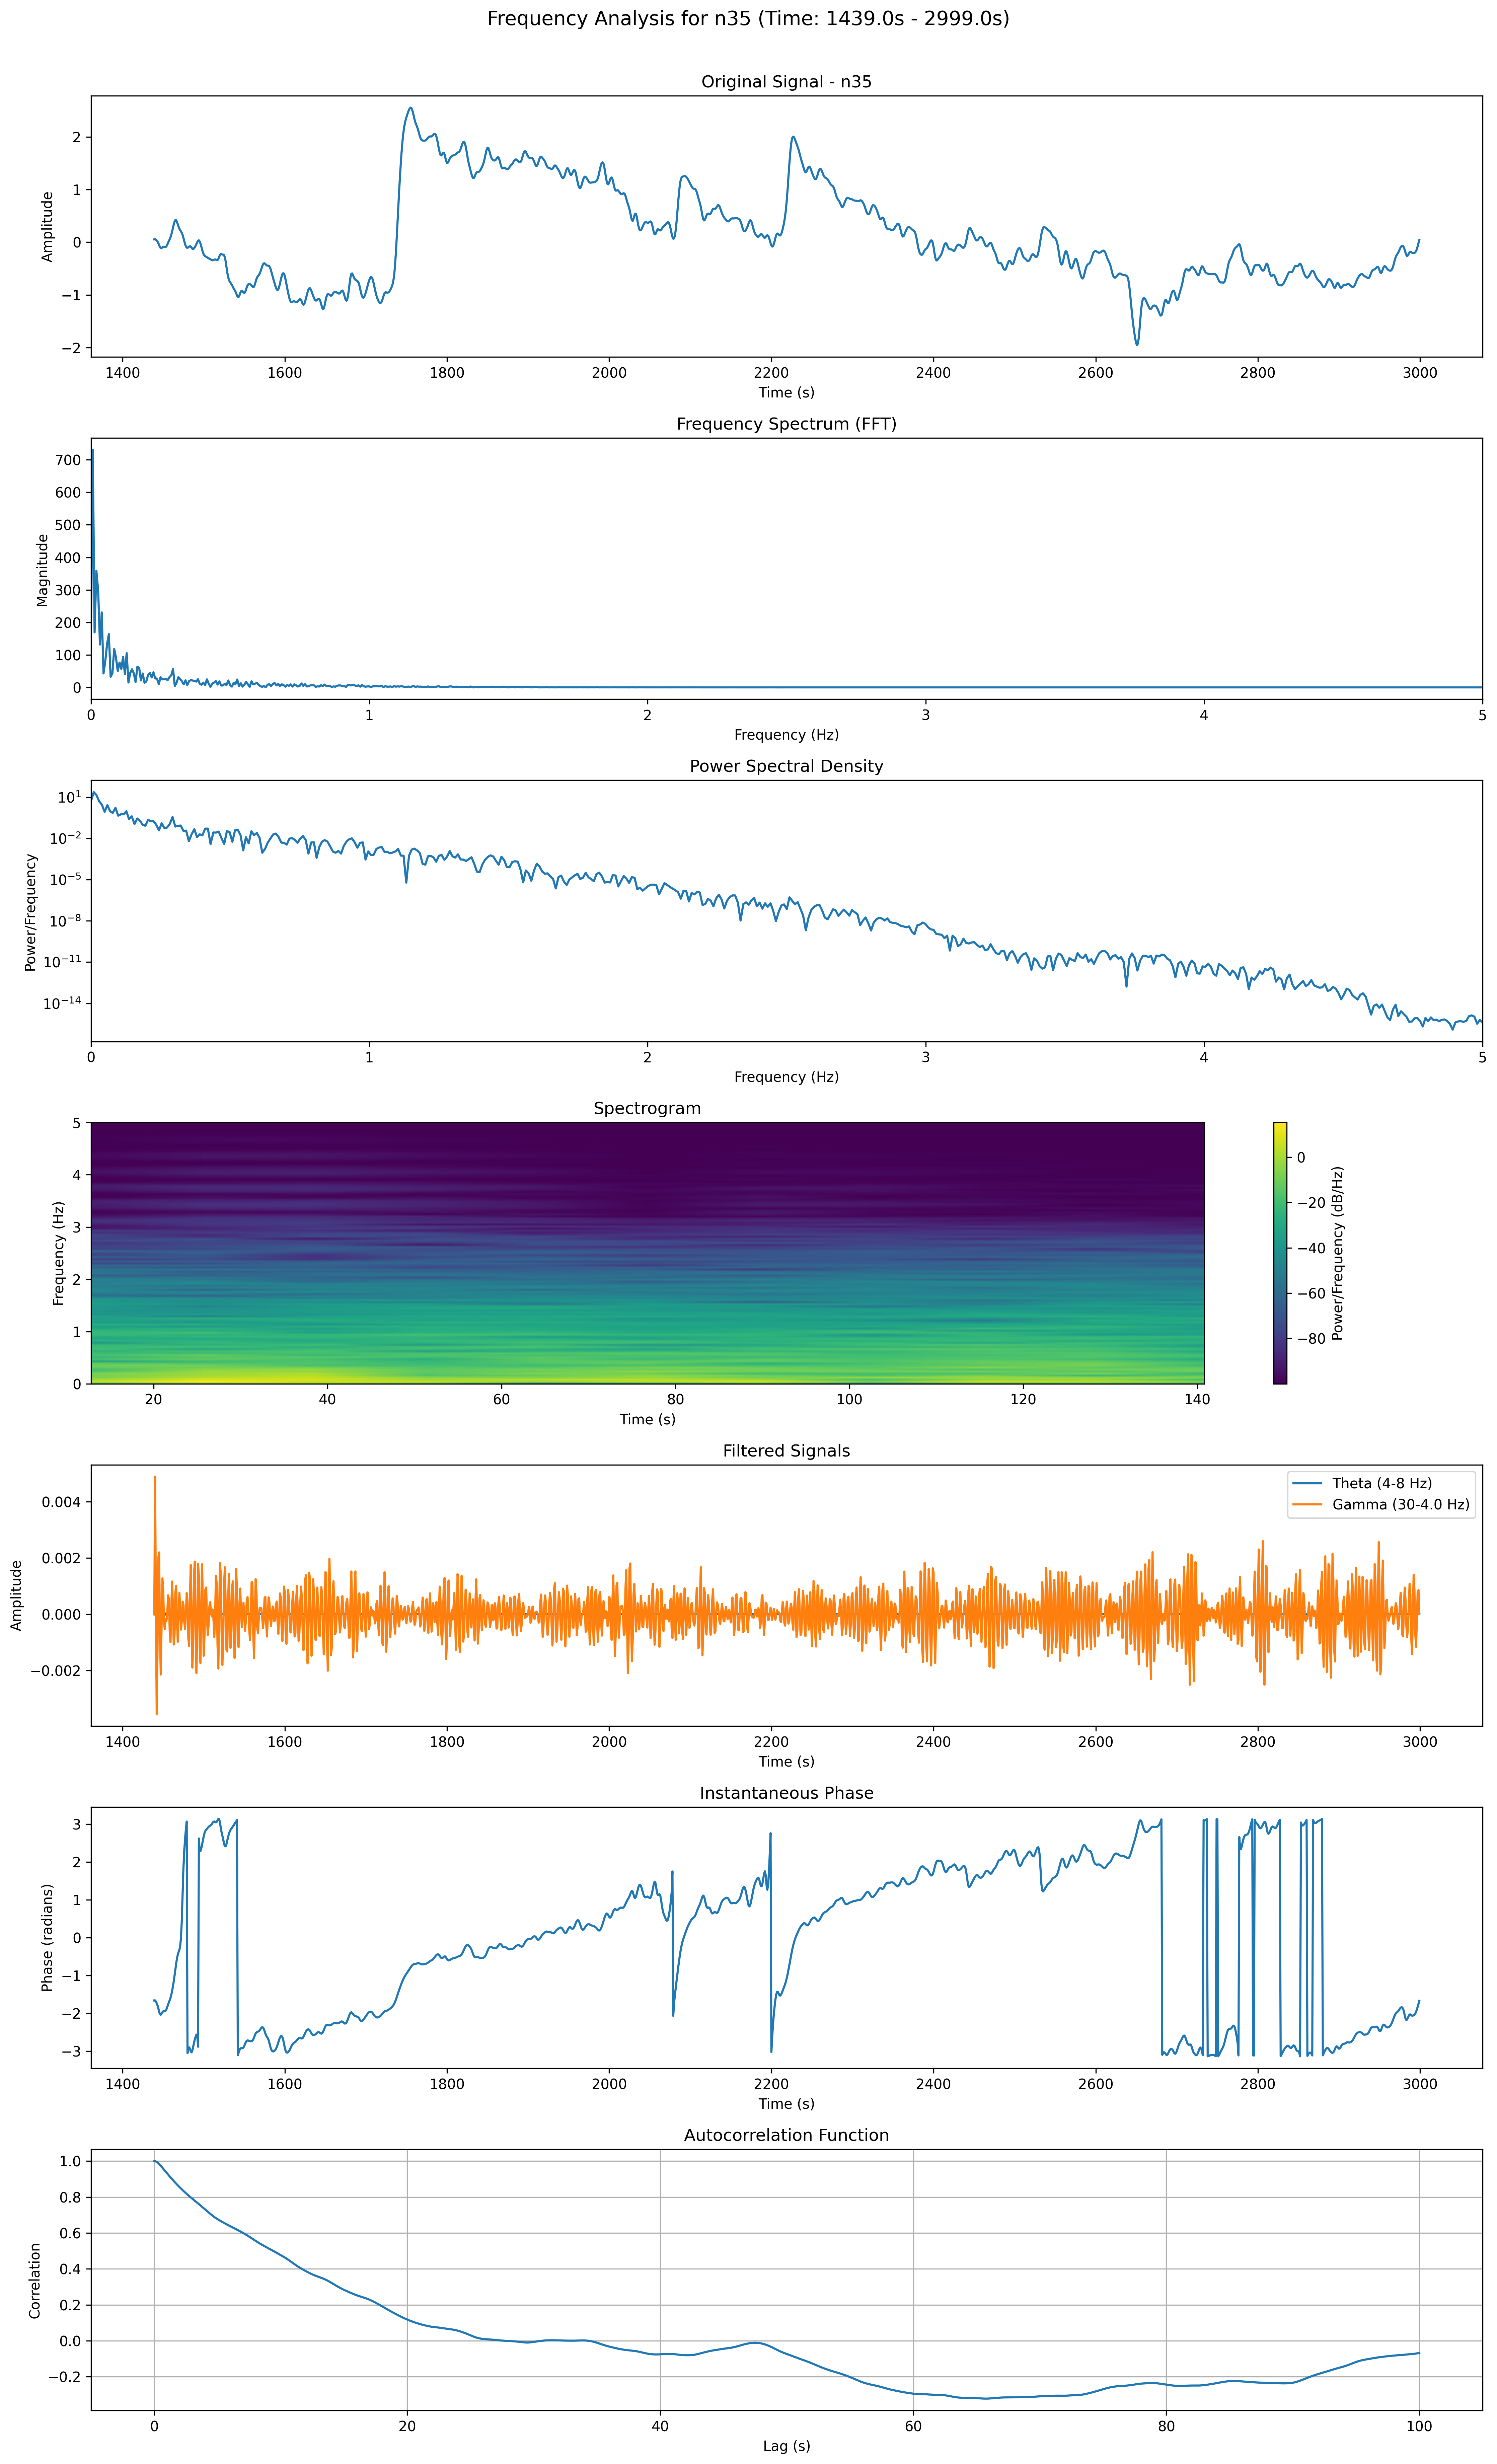 Frequency Analysis for n35 (Time: 1439.0s - 2999.0s)
Original Signal - n35
Amplitude
2
1
0
−1
−2
1400 1600 1800 2000 2200 2400 2600 2800 3000
Time (s)
Frequency Spectrum (FFT)
Magnitude
700
600
500
400
300
200
100
0
0 1 2 3 4 5
Frequency (Hz)
Power Spectral Density
Power/Frequency
10¹
10⁻²
10⁻⁵
10⁻⁸
10⁻¹¹
10⁻¹⁴
0 1 2 3 4 5
Frequency (Hz)
Spectrogram
Frequency (Hz)
5
4
3
2
1
0
20 40 60 80 100 120 140
Time (s)
0
−20
−40
−60
−80
Power/Frequency (dB/Hz)
Filtered Signals
Amplitude
0.004
0.002
0.000
−0.002
Theta (4-8 Hz)
Gamma (30-4.0 Hz)
1400 1600 1800 2000 2200 2400 2600 2800 3000
Time (s)
Instantaneous Phase
Phase (radians)
3
2
1
0
−1
−2
−3
1400 1600 1800 2000 2200 2400 2600 2800 3000
Time (s)
Autocorrelation Function
Correlation
1.0
0.8
0.6
0.4
0.2
0.0
−0.2
0 20 40 60 80 100
Lag (s)